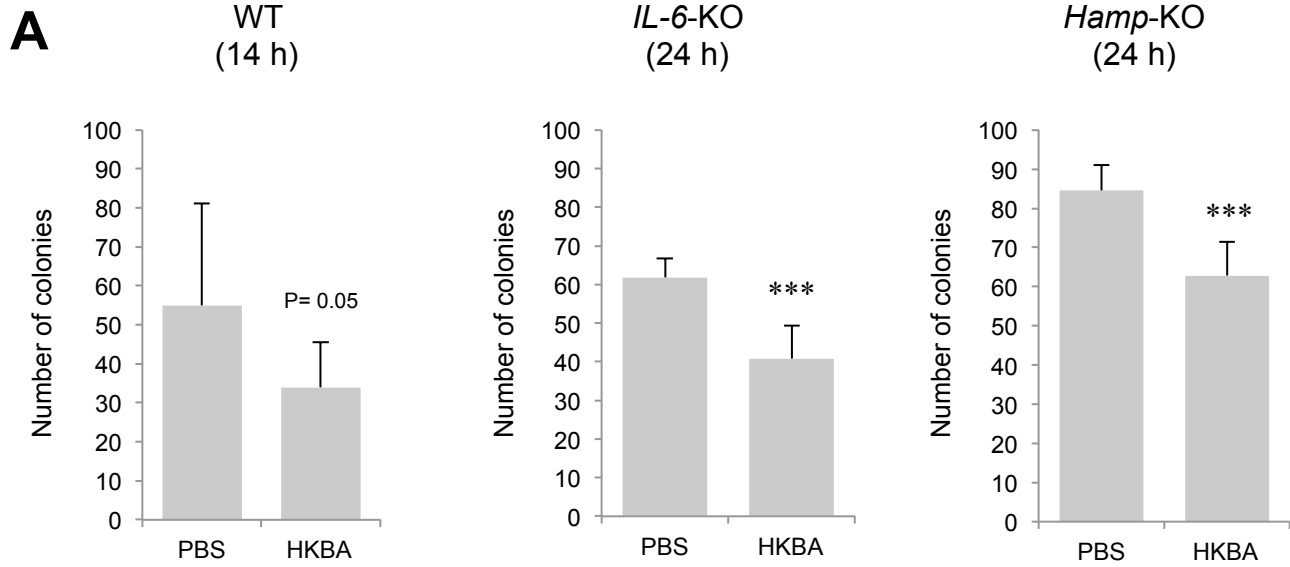 A
WT
(14 h)
Number of colonies
100
90
80
70
60
50
40
30
20
10
0
P= 0.05
PBS HKBA
IL-6-KO
(24 h)
Number of colonies
100
90
80
70
60
50
40
30
20
10
0
***
PBS HKBA
Hamp-KO
(24 h)
Number of colonies
100
90
80
70
60
50
40
30
20
10
0
***
PBS HKBA